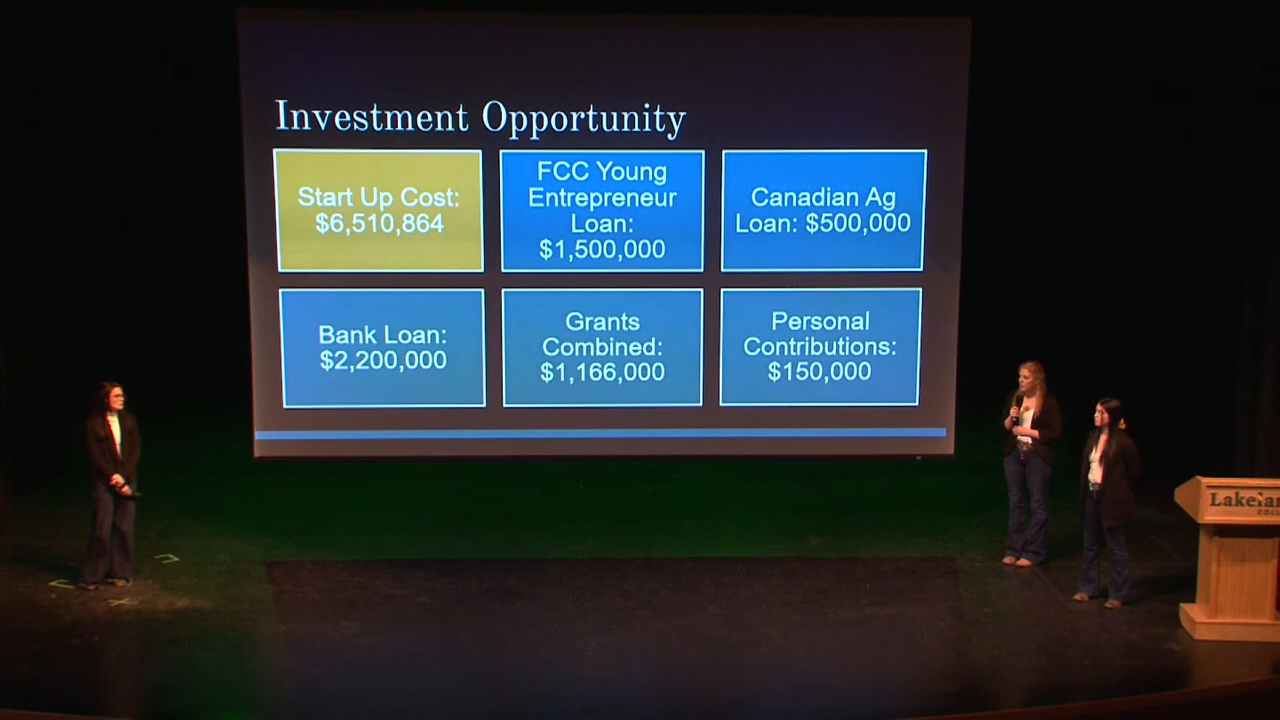 Investment Opportunity
Start Up Cost:
$6,510,864
FCC Young
Entrepreneur
Loan:
$1,500,000
Canadian Ag
Loan: $500,000
Bank Loan:
$2,200,000
Grants
Combined:
$1,166,000
Personal
Contributions:
$150,000